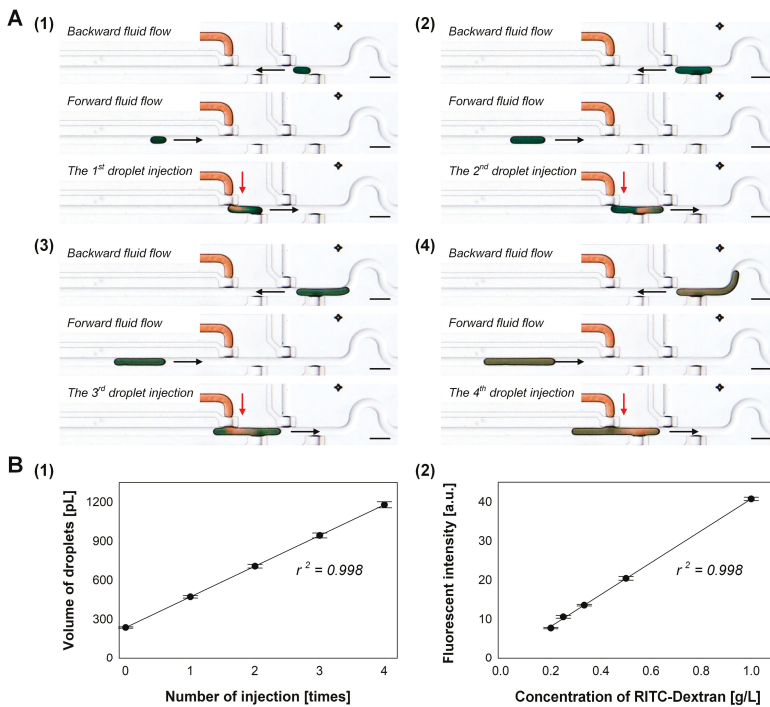 A
(1)
Backward fluid flow
Forward fluid flow
The 1st droplet injection
(2)
Backward fluid flow
Forward fluid flow
The 2nd droplet injection
(3)
Backward fluid flow
Forward fluid flow
The 3rd droplet injection
(4)
Backward fluid flow
Forward fluid flow
The 4th droplet injection
B
(1)
Volume of droplets [pL]
1200
900
600
300
0
r² = 0.998
0 1 2 3 4
Number of injection [times]
(2)
Fluorescent intensity [a.u.]
40
30
20
10
0
r² = 0.998
0.0 0.2 0.4 0.6 0.8 1.0
Concentration of RITC-Dextran [g/L]